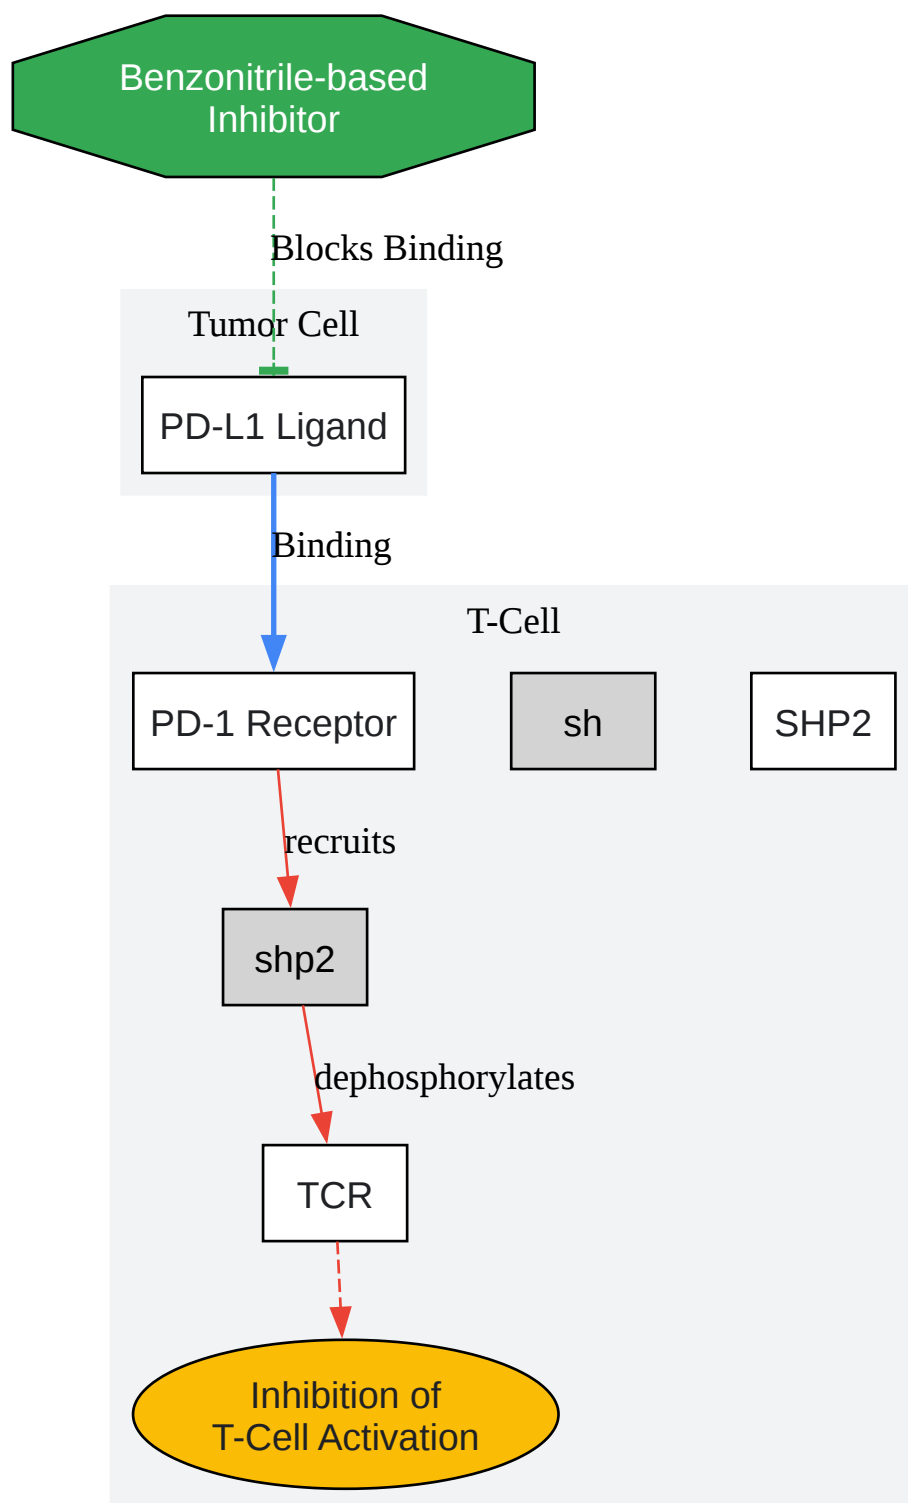 Benzonitrile-based
Inhibitor
Blocks Binding
Tumor Cell
PD-L1 Ligand
Binding
T-Cell
PD-1 Receptor
sh
SHP2
recruits
shp2
dephosphorylates
TCR
Inhibition of
T-Cell Activation